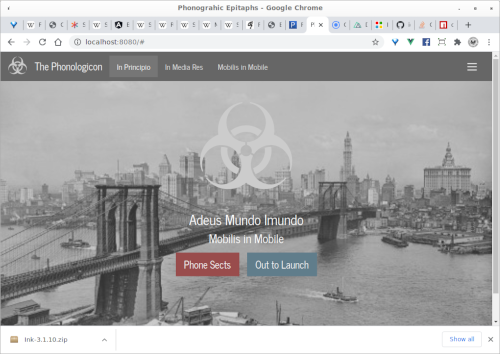 Phonograhic Epitaphs - Google Chrome
localhost:8080/#
The Phonologicon
In Principio
In Media Res
Mobilis in Mobile
Adeus Mundo Imundo
Mobilis in Mobile
Phone Sects
Out to Launch
ink-3.1.10.zip
Show all